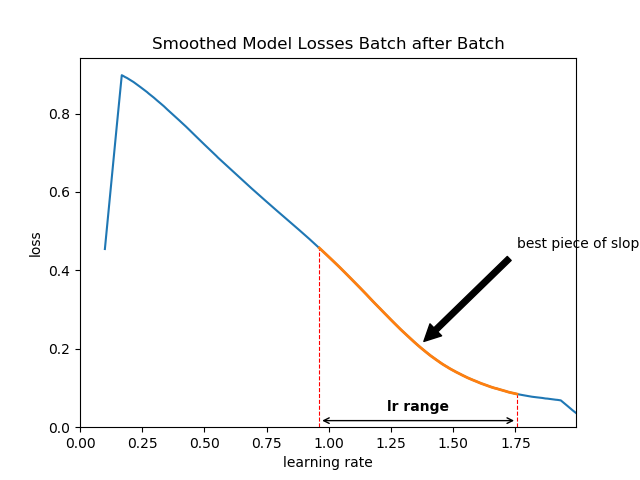 Smoothed Model Losses Batch after Batch
loss
0.8
0.6
0.4
0.2
0.0
best piece of slop
lr range
0.00 0.25 0.50 0.75 1.00 1.25 1.50 1.75
learning rate